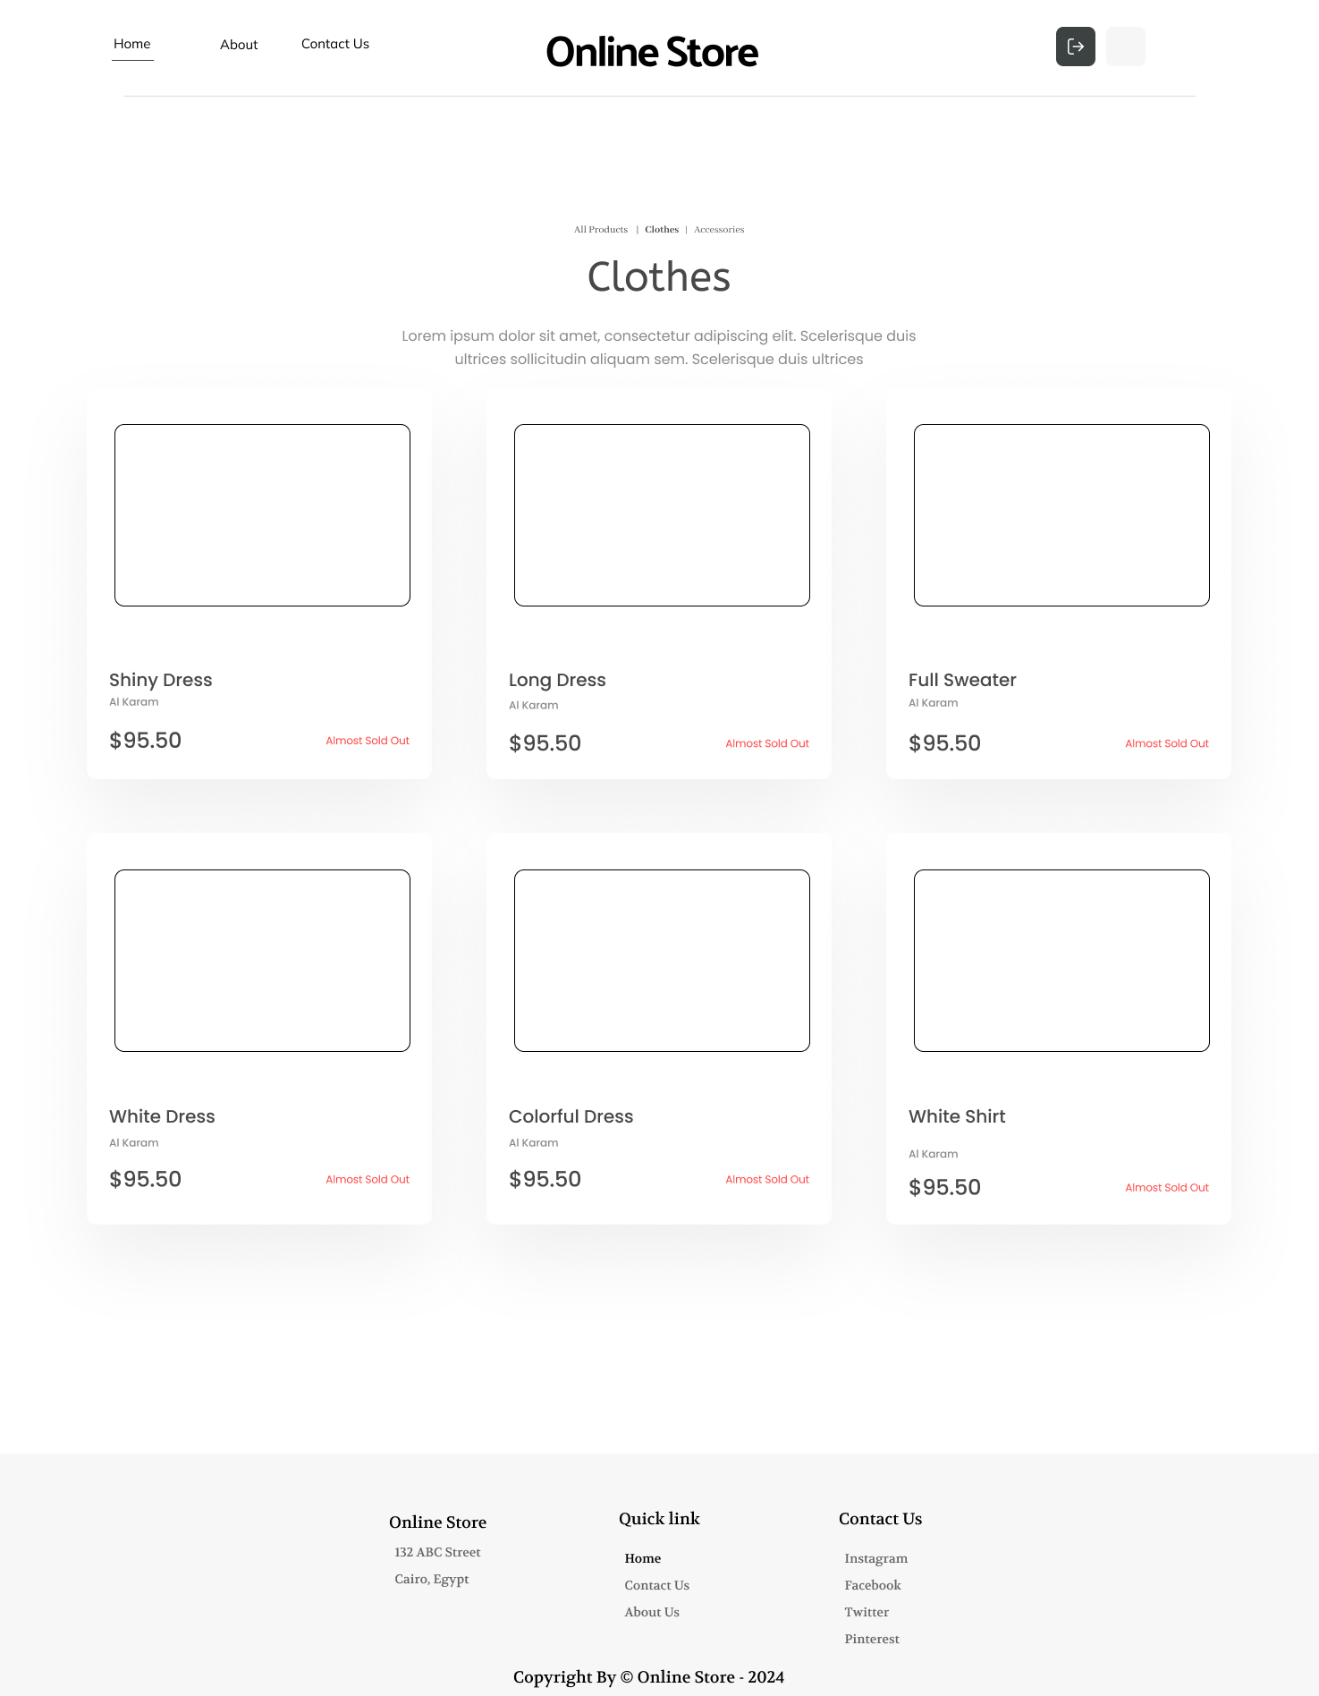 Home About Contact Us Online Store
All Products | Clothes | Accessories
Clothes
Lorem ipsum dolor sit amet, consectetur adipiscing elit. Scelerisque duis
ultrices sollicitudin aliquam sem. Scelerisque duis ultrices
Shiny Dress
Al Karam
$95.50 Almost Sold Out
Long Dress
Al Karam
$95.50 Almost Sold Out
Full Sweater
Al Karam
$95.50 Almost Sold Out
White Dress
Al Karam
$95.50 Almost Sold Out
Colorful Dress
Al Karam
$95.50 Almost Sold Out
White Shirt
Al Karam
$95.50 Almost Sold Out
Online Store
132 ABC Street
Cairo, Egypt
Quick link
Home
Contact Us
About Us
Contact Us
Instagram
Facebook
Twitter
Pinterest
Copyright By © Online Store - 2024